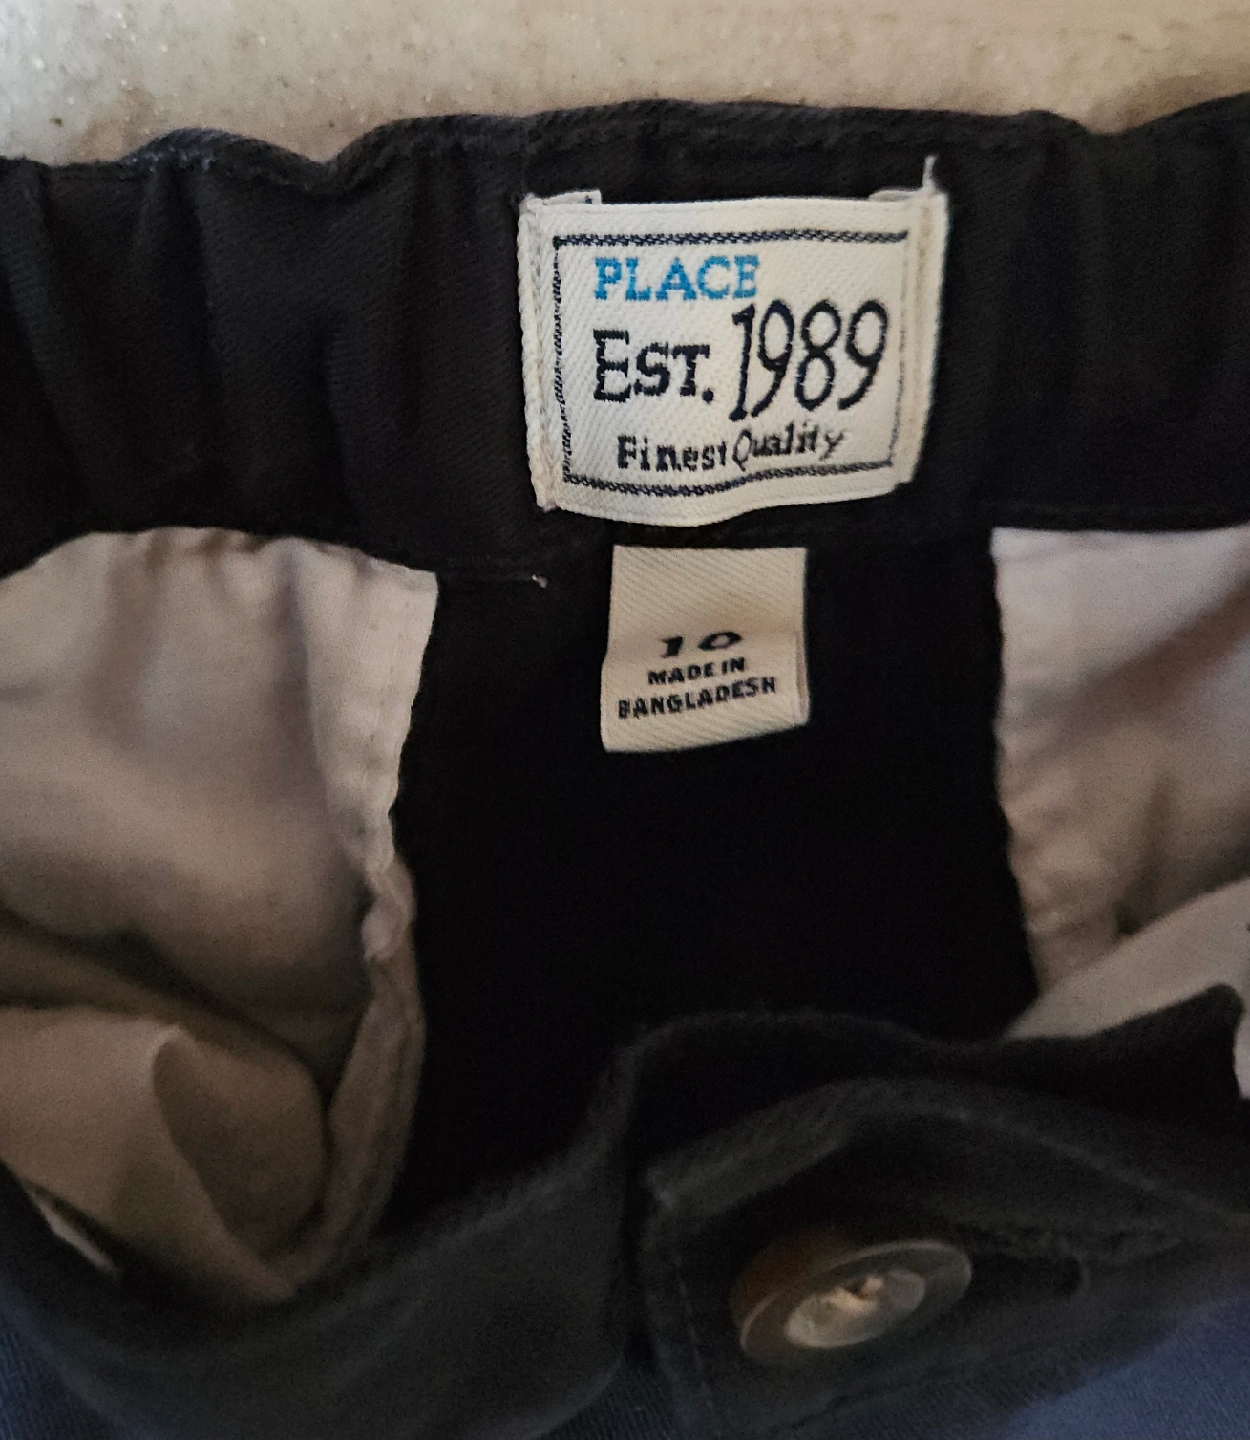 PLACE
EST. 1989
Finest Quality
10
MADE IN
BANGLADESH